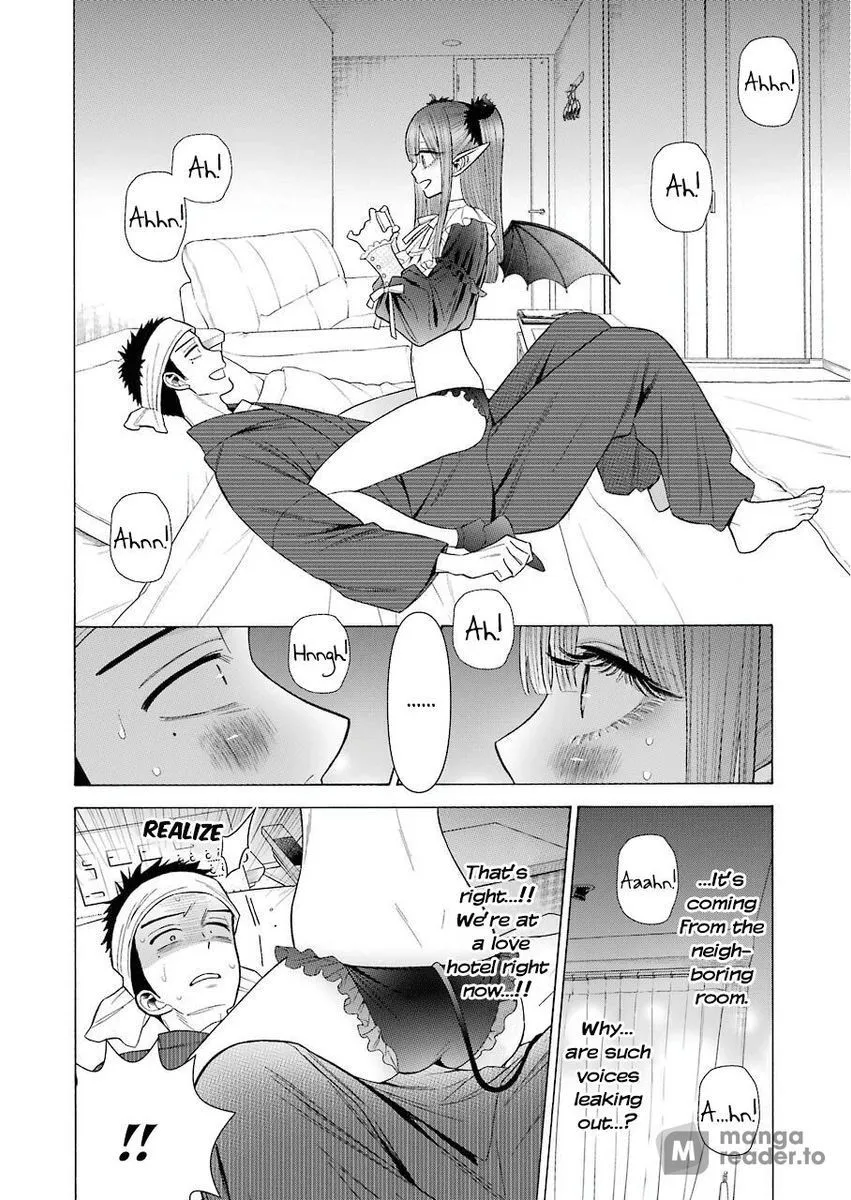 Ahhn!
Ah!
Ah!
Ahhn!
Ahnn!
Ah!
......
Hnngh!
...It's
coming
From the
neigh-
boring
room.
Aaahn!
Why...
are such
voices
leaking
out...?
A...hn!
That's
right...!!
We're at
a love
hotel right
now...!!
REALIZE
!!
M manga
reader.to